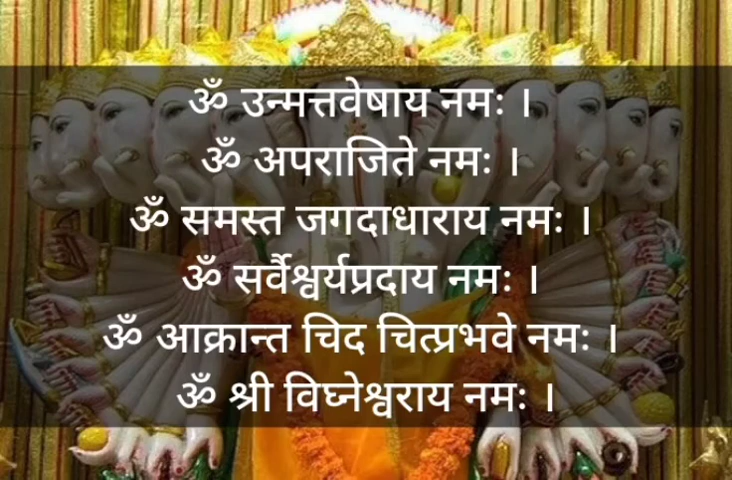 ॐ उन्मत्तवेषाय नमः ।
ॐ अपराजिते नमः ।
ॐ समस्त जगदाधाराय नमः ।
ॐ सर्वैश्वर्यप्रदाय नमः ।
ॐ आक्रान्त चिद चित्प्रभवे नमः ।
ॐ श्री विघ्नेश्वराय नमः ।